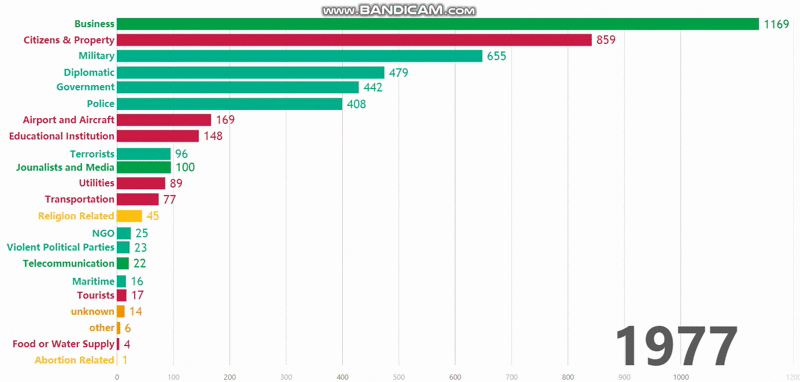 www.BANDICAM.com
Business 1169
Citizens & Property 859
Military 655
Diplomatic 479
Government 442
Police 408
Airport and Aircraft 169
Educational Institution 148
Terrorists 96
Jounalists and Media 100
Utilities 89
Transportation 77
Religion Related 45
NGO 25
Violent Political Parties 23
Telecommunication 22
Maritime 16
Tourists 17
unknown 14
other 6
Food or Water Supply 4
Abortion Related 1
1977
0 100 200 300 400 500 600 700 800 900 1000 1100 1200